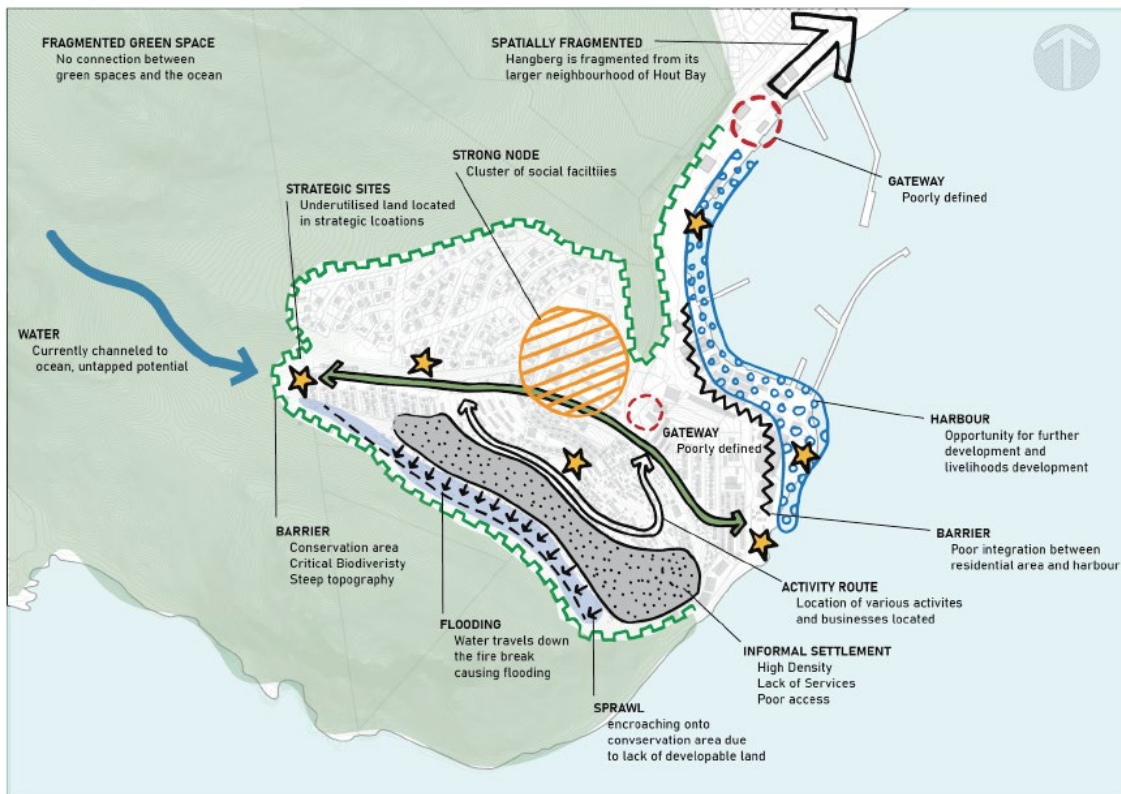 FRAGMENTED GREEN SPACE
No connection between
green spaces and the ocean
SPATIALLY FRAGMENTED
Hangberg is fragmented from its
larger neighbourhood of Hout Bay
STRONG NODE
Cluster of social faciltiies
GATEWAY
Poorly defined
STRATEGIC SITES
Underutilised land located
in strategic lcoations
WATER
Currently channeled to
ocean, untapped potential
HARBOUR
Opportunity for further
development and
livelihoods development
GATEWAY
Poorly defined
BARRIER
Conservation area
Critical Biodiveristy
Steep topography
BARRIER
Poor integration between
residential area and harbour
ACTIVITY ROUTE
Location of various activites
and businesses located
FLOODING
Water travels down
the fire break
causing flooding
INFORMAL SETTLEMENT
High Density
Lack of Services
Poor access
SPRAWL
encroaching onto
convservation area due
to lack of developable land